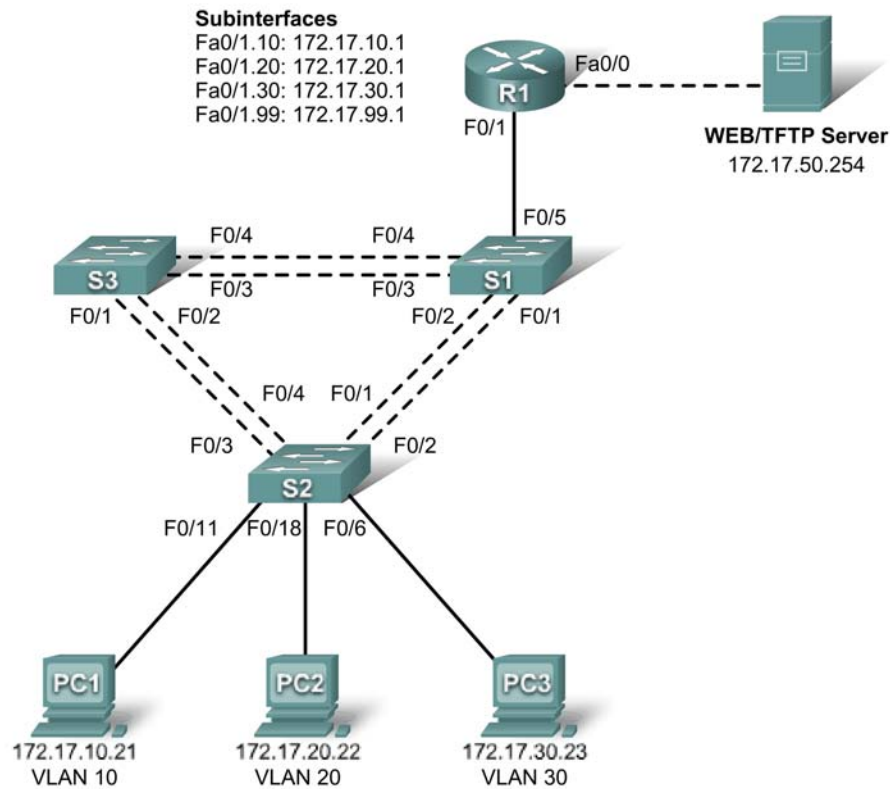 Subinterfaces
Fa0/1.10: 172.17.10.1
Fa0/1.20: 172.17.20.1
Fa0/1.30: 172.17.30.1
Fa0/1.99: 172.17.99.1
R1
Fa0/0
F0/1
WEB/TFTP Server
172.17.50.254
F0/5
F0/4
F0/4
S3
S1
F0/3
F0/3
F0/1
F0/2
F0/2
F0/1
F0/4
F0/1
F0/3
F0/2
S2
F0/11
F0/18
F0/6
PC1
PC2
PC3
172.17.10.21
172.17.20.22
172.17.30.23
VLAN 10
VLAN 20
VLAN 30